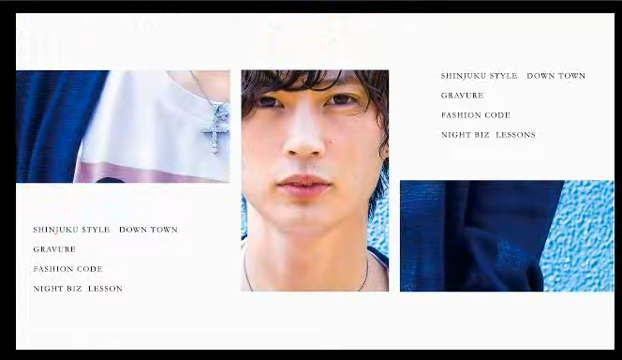 SHINJUKU STYLE DOWN TOWN
GRAVURE
FASHION CODE
NIGHT BIZ LESSONS
SHINJUKU STYLE DOWN TOWN
GRAVURE
FASHION CODE
NIGHT BIZ LESSON